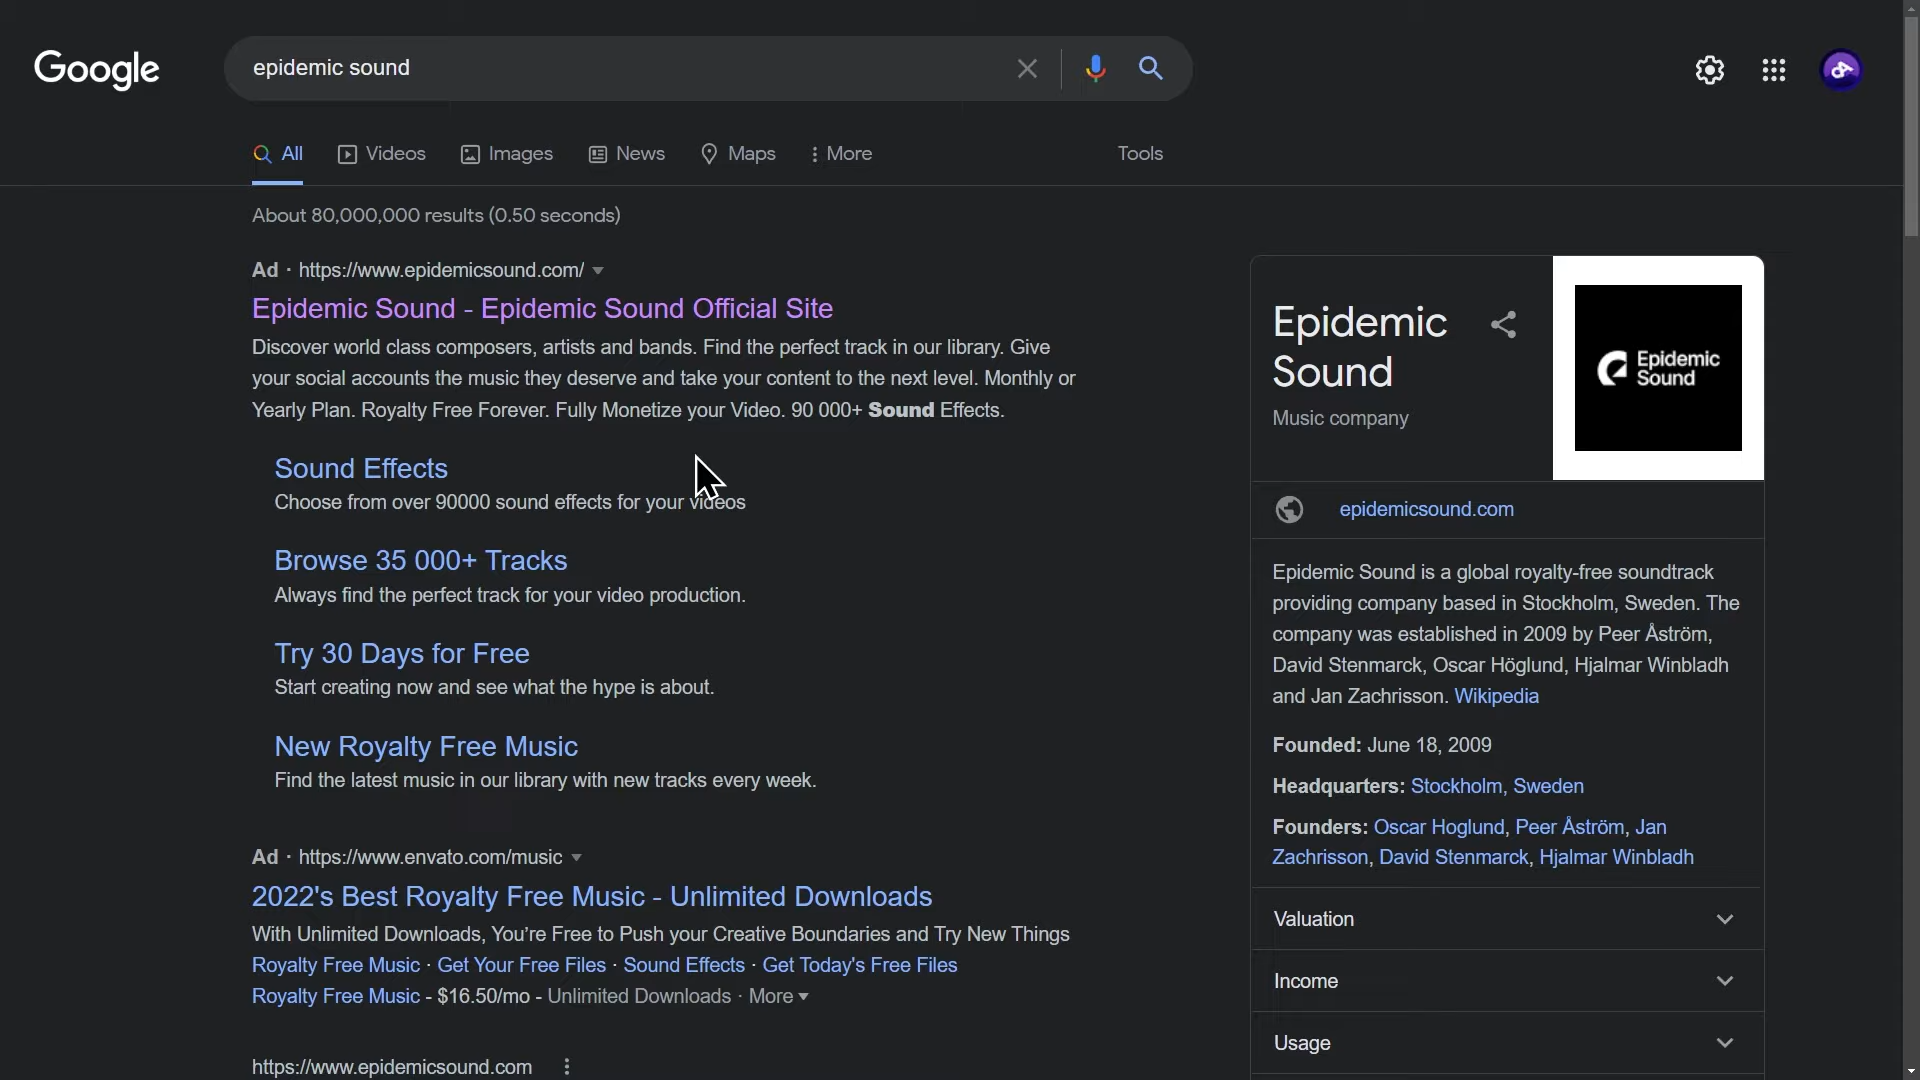 Google
epidemic sound
All
Videos
Images
News
Maps
More
Tools
About 80,000,000 results (0.50 seconds)
Ad · https://www.epidemicsound.com/
Epidemic Sound - Epidemic Sound Official Site
Discover world class composers, artists and bands. Find the perfect track in our library. Give
your social accounts the music they deserve and take your content to the next level. Monthly or
Yearly Plan. Royalty Free Forever. Fully Monetize your Video. 90 000+ Sound Effects.
Sound Effects
Choose from over 90000 sound effects for your videos
Browse 35 000+ Tracks
Always find the perfect track for your video production.
Try 30 Days for Free
Start creating now and see what the hype is about.
New Royalty Free Music
Find the latest music in our library with new tracks every week.
Ad · https://www.envato.com/music
2022's Best Royalty Free Music - Unlimited Downloads
With Unlimited Downloads, You're Free to Push your Creative Boundaries and Try New Things
Royalty Free Music · Get Your Free Files · Sound Effects · Get Today's Free Files
Royalty Free Music - $16.50/mo - Unlimited Downloads · More
https://www.epidemicsound.com
Epidemic
Sound
Music company
Epidemic
Sound
epidemicsound.com
Epidemic Sound is a global royalty-free soundtrack
providing company based in Stockholm, Sweden. The
company was established in 2009 by Peer Åström,
David Stenmarck, Oscar Höglund, Hjalmar Winbladh
and Jan Zachrisson. Wikipedia
Founded: June 18, 2009
Headquarters: Stockholm, Sweden
Founders: Oscar Hoglund, Peer Åström, Jan
Zachrisson, David Stenmarck, Hjalmar Winbladh
Valuation
Income
Usage